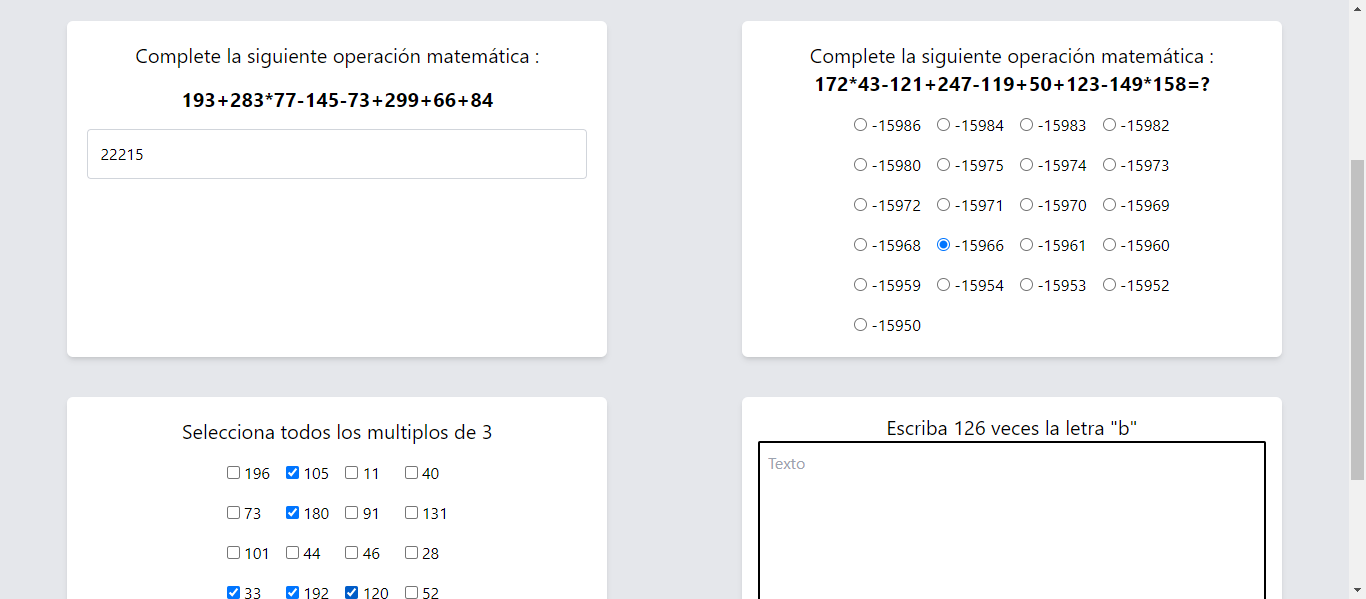 Complete la siguiente operación matemática :
193+283*77-145-73+299+66+84
22215
Complete la siguiente operación matemática :
172*43-121+247-119+50+123-149*158=?
-15986 -15984 -15983 -15982
-15980 -15975 -15974 -15973
-15972 -15971 -15970 -15969
-15968 -15966 -15961 -15960
-15959 -15954 -15953 -15952
-15950
Selecciona todos los multiplos de 3
196 105 11 40
73 180 91 131
101 44 46 28
33 192 120 52
Escriba 126 veces la letra "b"
Texto